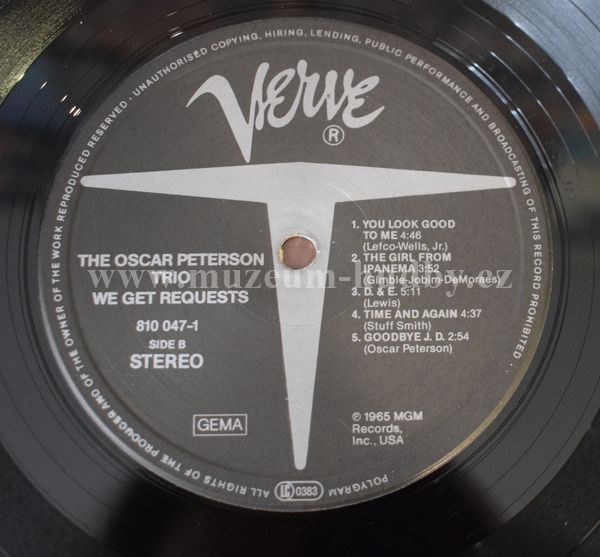 UNAUTHORISED COPYING, HIRING, LENDING, PUBLIC PERFORMANCE AND BROADCASTING OF THIS RECORD PROHIBITED ·
Verve
®
THE OSCAR PETERSON
TRIO
WE GET REQUESTS
810 047-1
SIDE B
STEREO
GEMA
1. YOU LOOK GOOD
TO ME 4:46
(Lefco-Wells, Jr.)
2. THE GIRL FROM
IPANEMA 3:52
(Gimble-Jobim-DeMoraes)
3. D. & E. 5:11
(Lewis)
4. TIME AND AGAIN 4:37
(Stuff Smith)
5. GOODBYE J. D. 2:54
(Oscar Peterson)
℗ 1965 MGM
Records,
Inc., USA
www.muzeum-hudby.cz
POLYGRAM
LC 0383
ALL RIGHTS OF THE PRODUCER AND OF THE OWNER OF THE WORK REPRODUCED RESERVED ·